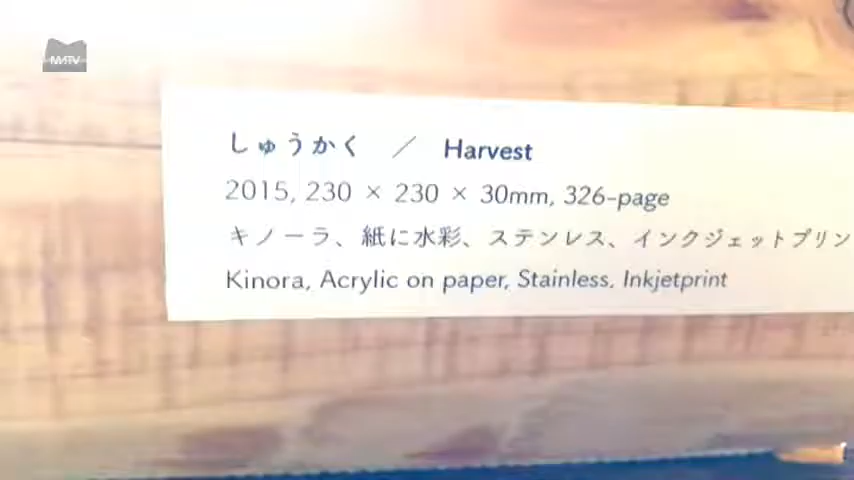 MATV
しゅうかく ／ Harvest
2015, 230 × 230 × 30mm, 326-page
キノーラ、紙に水彩、ステンレス、インクジェットプリン
Kinora, Acrylic on paper, Stainless, Inkjetprint